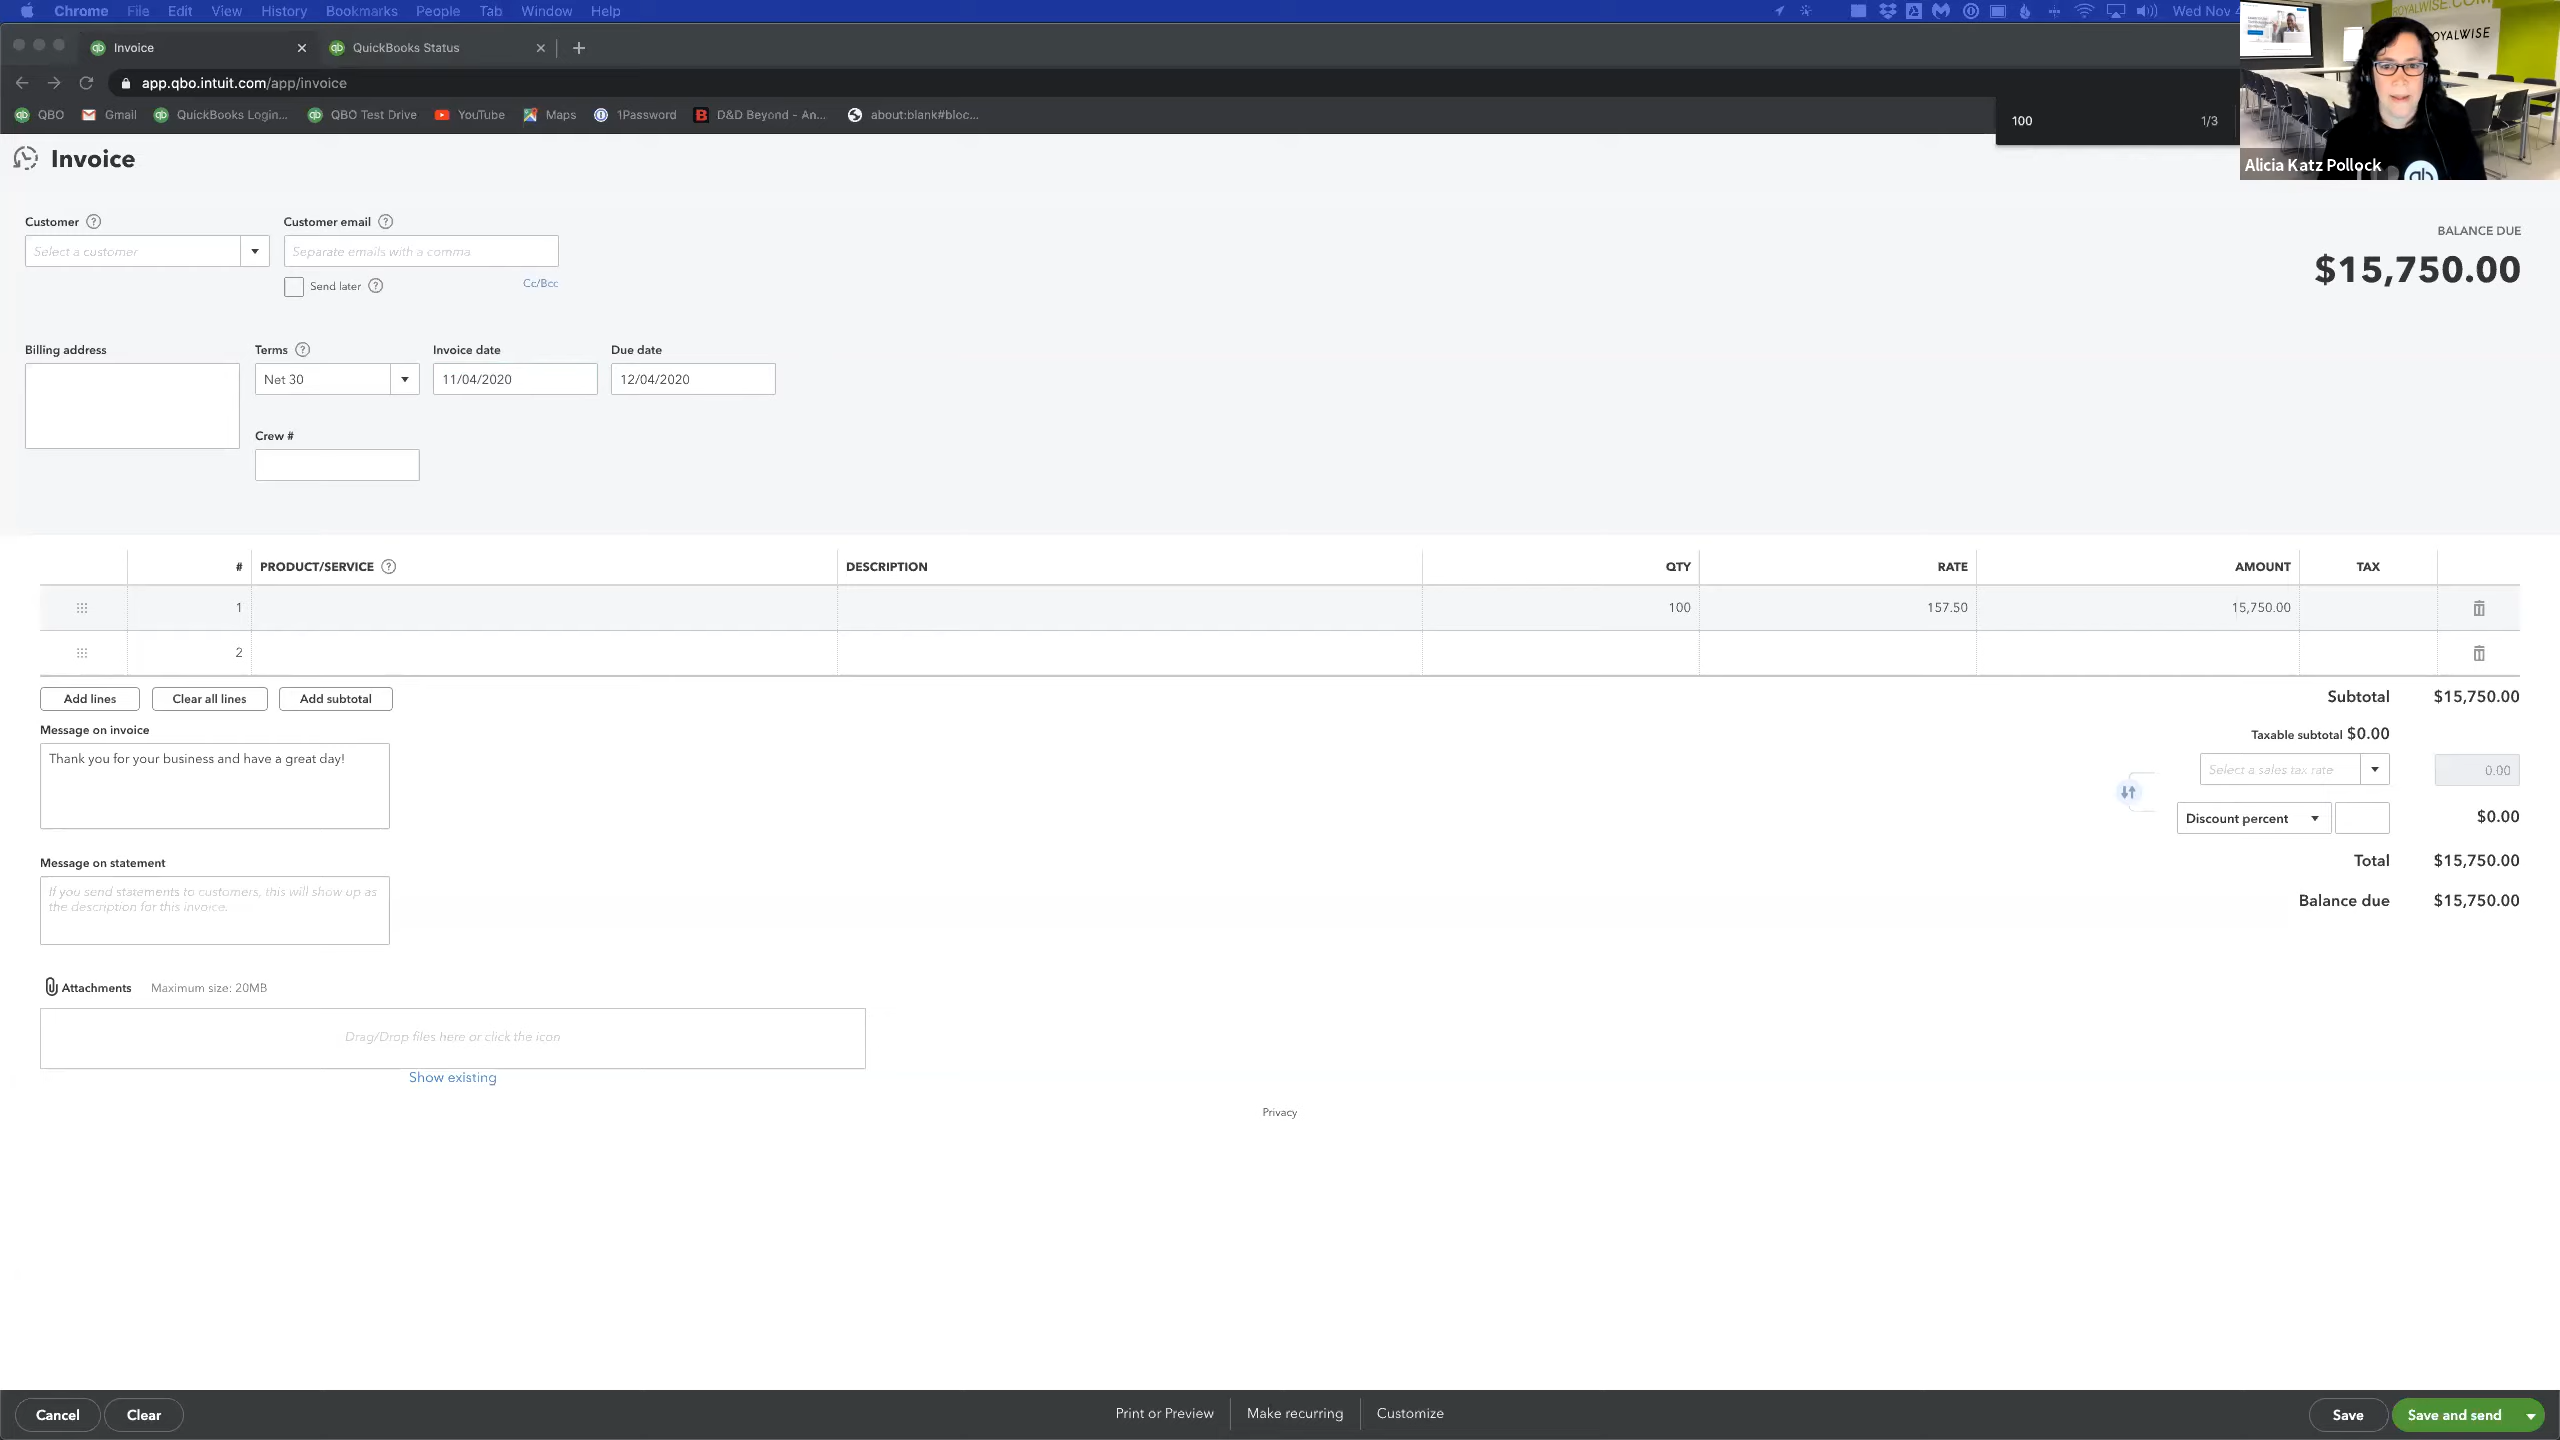 Chrome File Edit View History Bookmarks People Tab Window Help
Wed Nov 4
Invoice
QuickBooks Status
app.qbo.intuit.com/app/invoice
QBO
Gmail
QuickBooks Login...
QBO Test Drive
YouTube
Maps
1Password
D&D Beyond - An...
about:blank#bloc...
100
1/3
ROYALWISE.COM
ROYALWISE
Alicia Katz Pollock
qb
Invoice
Customer
Customer email
Select a customer
Separate emails with a comma
Send later
Cc/Bcc
BALANCE DUE
$15,750.00
Billing address
Terms
Invoice date
Due date
Net 30
11/04/2020
12/04/2020
Crew #
# PRODUCT/SERVICE DESCRIPTION QTY RATE AMOUNT TAX
1 100 157.50 15,750.00
2
Add lines
Clear all lines
Add subtotal
Subtotal $15,750.00
Message on invoice
Thank you for your business and have a great day!
Taxable subtotal $0.00
Select a sales tax rate
0.00
Discount percent
$0.00
Total $15,750.00
Balance due $15,750.00
Message on statement
If you send statements to customers, this will show up as
the description for this invoice.
Attachments Maximum size: 20MB
Drag/Drop files here or click the icon
Show existing
Privacy
Cancel
Clear
Print or Preview
Make recurring
Customize
Save
Save and send